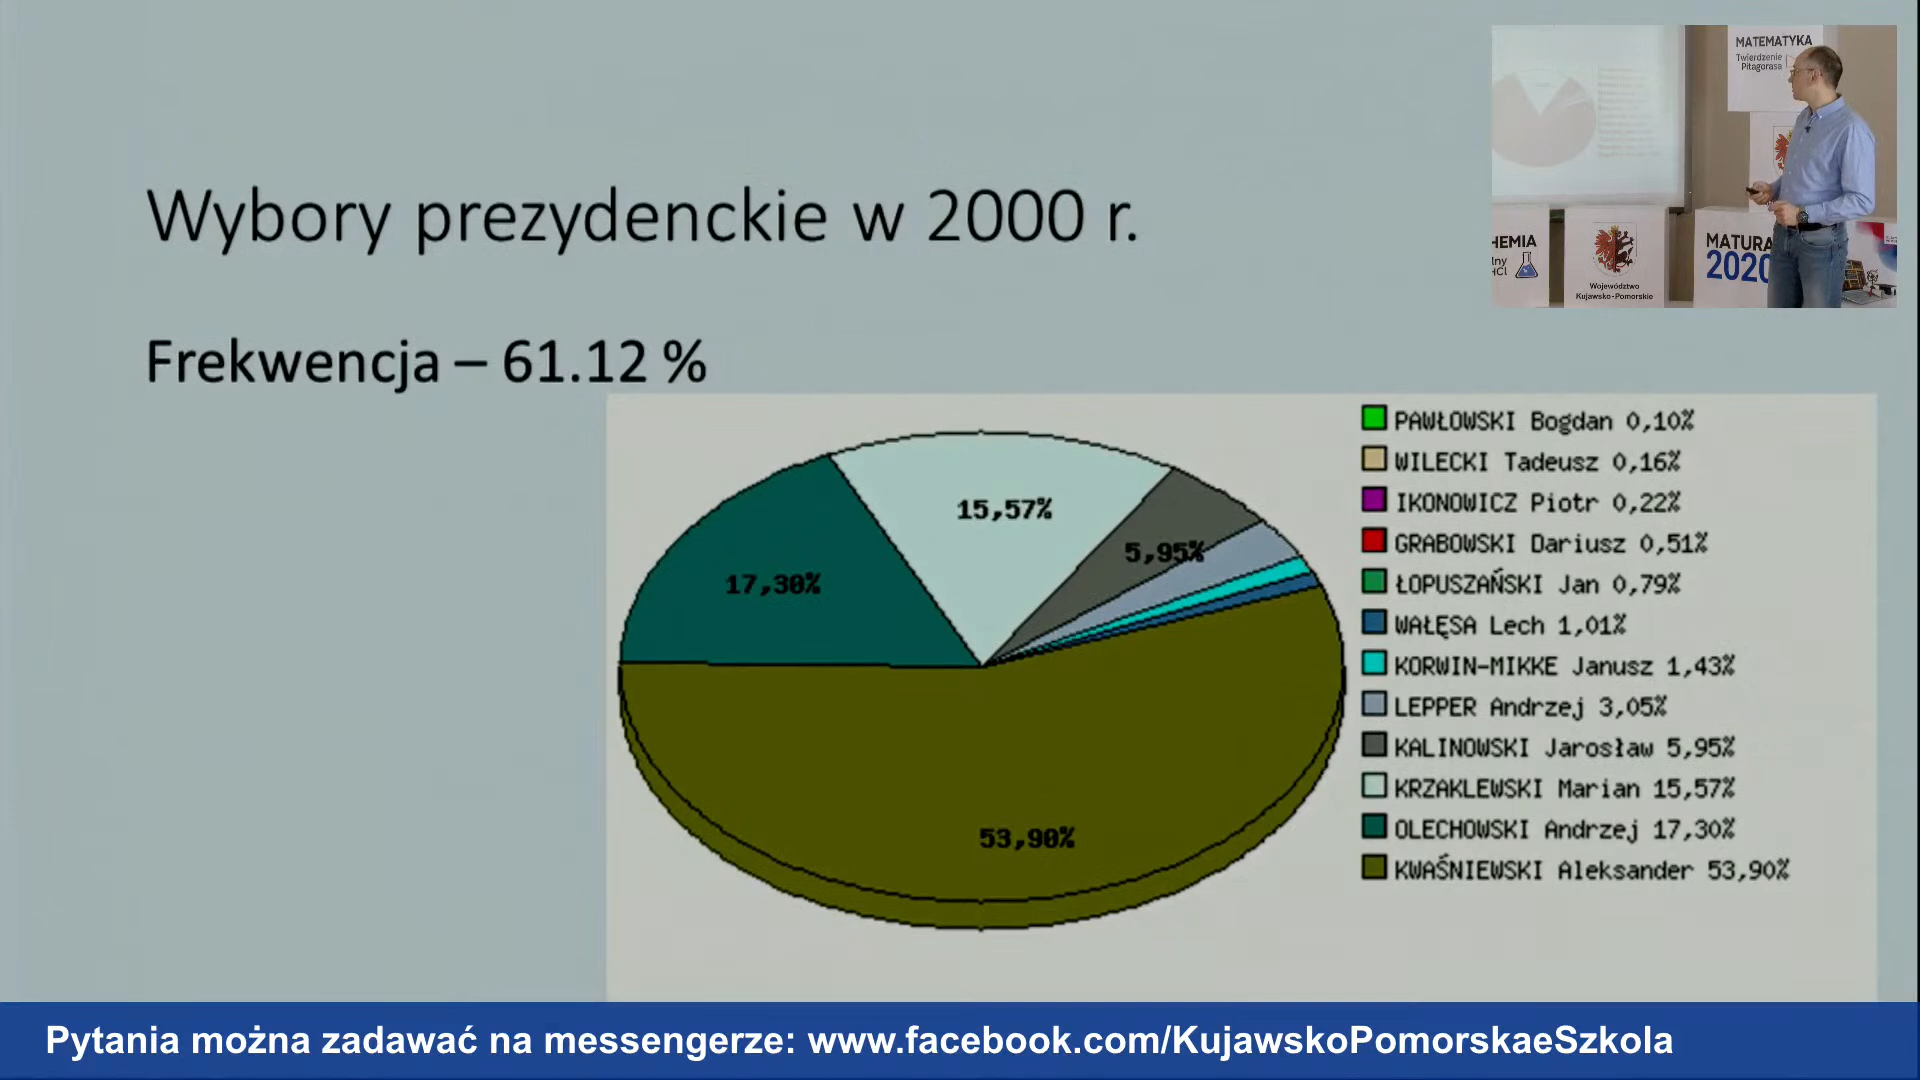 Wybory prezydenckie w 2000 r.
Frekwencja – 61.12 %
15,57%
5,95%
17,30%
53,90%
PAWŁOWSKI Bogdan 0,10%
WILECKI Tadeusz 0,16%
IKONOWICZ Piotr 0,22%
GRABOWSKI Dariusz 0,51%
ŁOPUSZAŃSKI Jan 0,79%
WAŁĘSA Lech 1,01%
KORWIN-MIKKE Janusz 1,43%
LEPPER Andrzej 3,05%
KALINOWSKI Jarosław 5,95%
KRZAKLEWSKI Marian 15,57%
OLECHOWSKI Andrzej 17,30%
KWAŚNIEWSKI Aleksander 53,90%
MATEMATYKA
Twierdzenie
Pitagorasa
HEMIA
lny
HCl
Województwo
Kujawsko-Pomorskie
MATURA
2020
Pytania można zadawać na messengerze: www.facebook.com/KujawskoPomorskaeSzkola